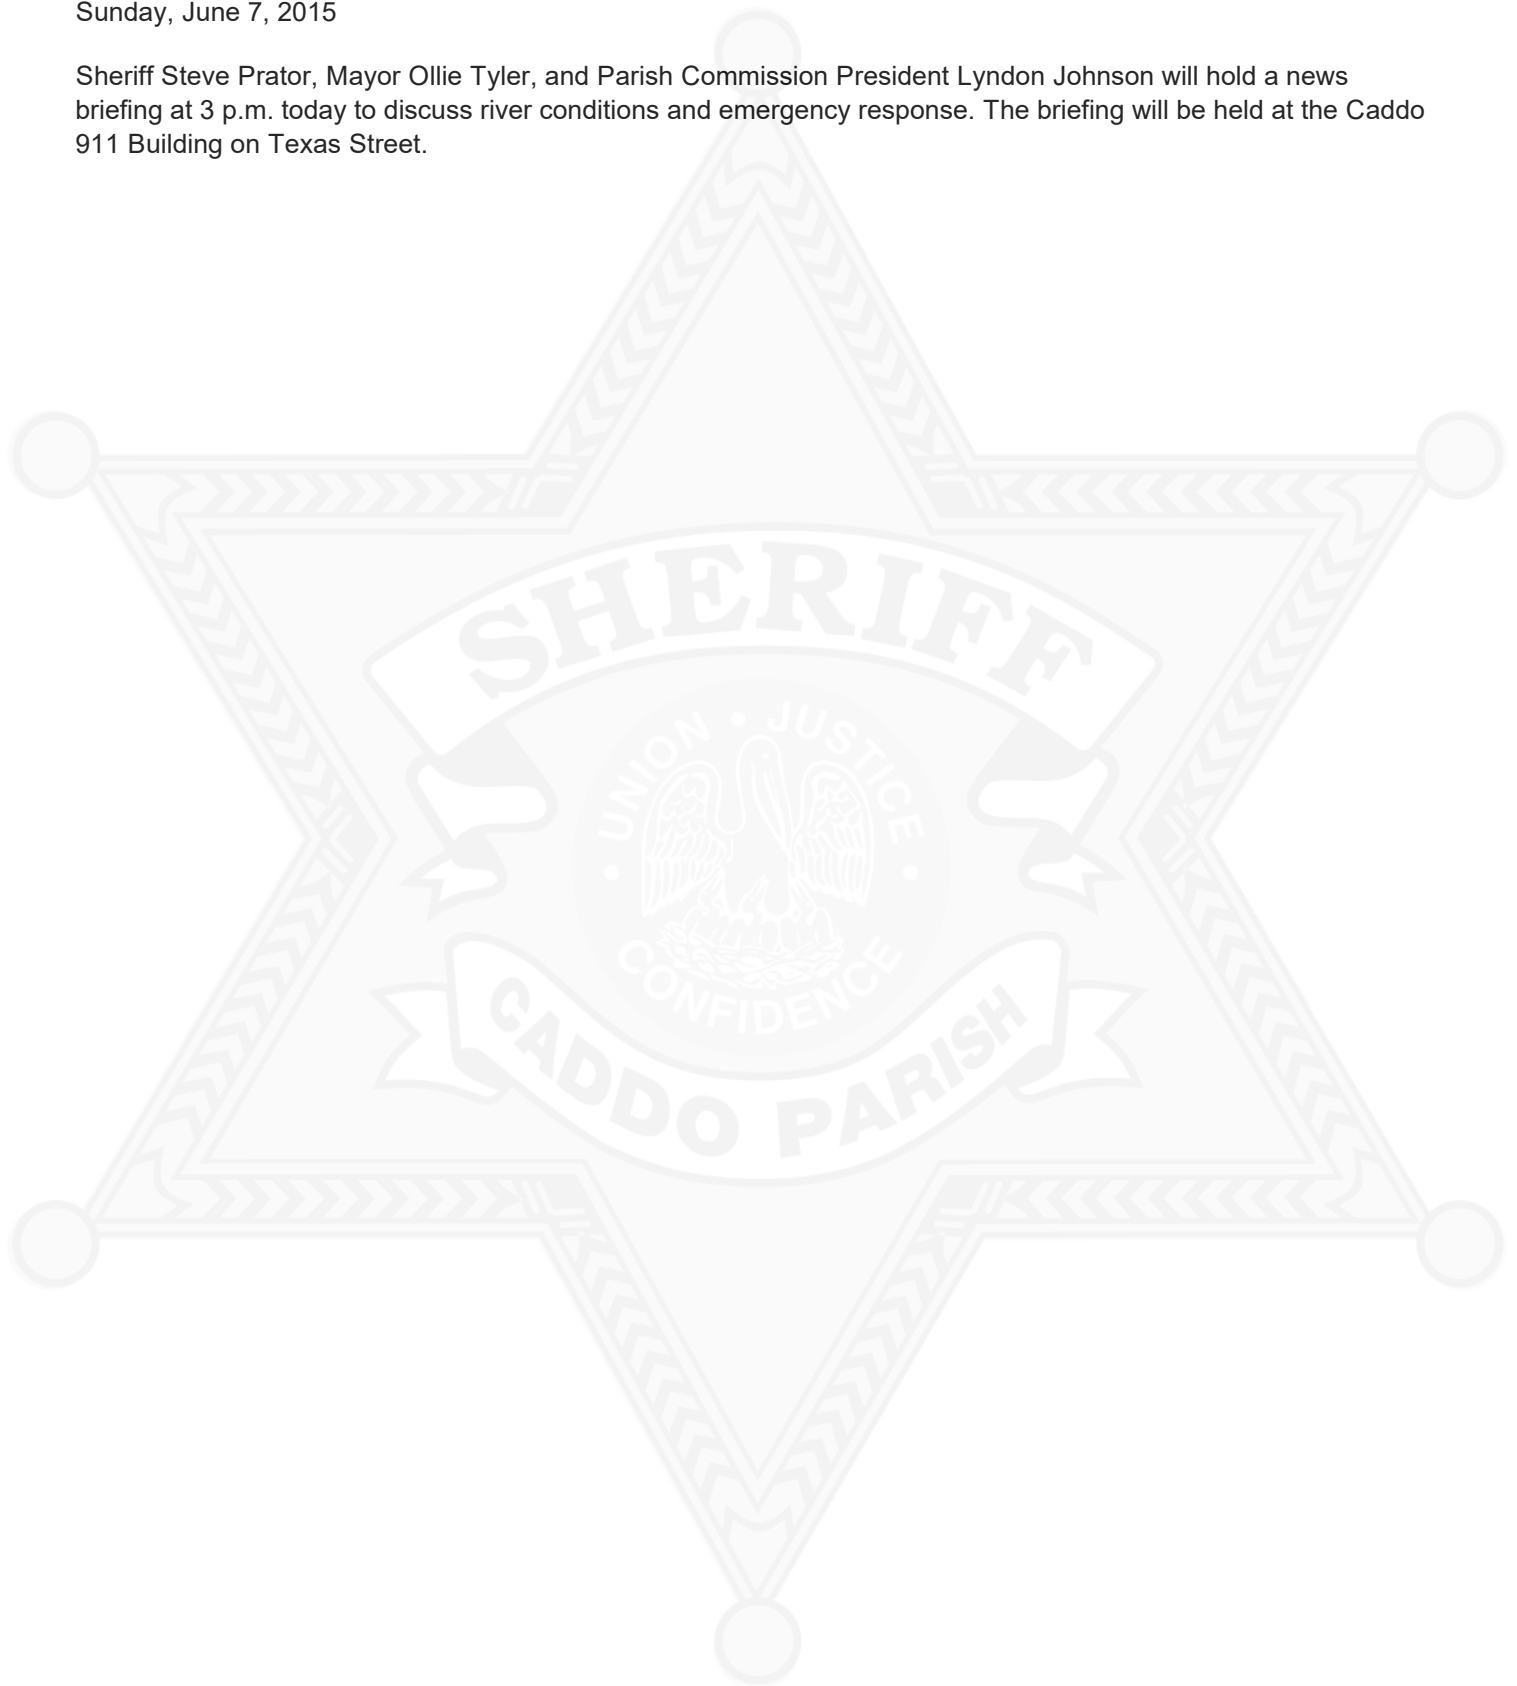 Sunday, June 7, 2015
Sheriff Steve Prator, Mayor Ollie Tyler, and Parish Commission President Lyndon Johnson will hold a news
briefing at 3 p.m. today to discuss river conditions and emergency response. The briefing will be held at the Caddo
911 Building on Texas Street.
SHERIFF
UNION • JUSTICE
• CONFIDENCE •
CADDO PARISH